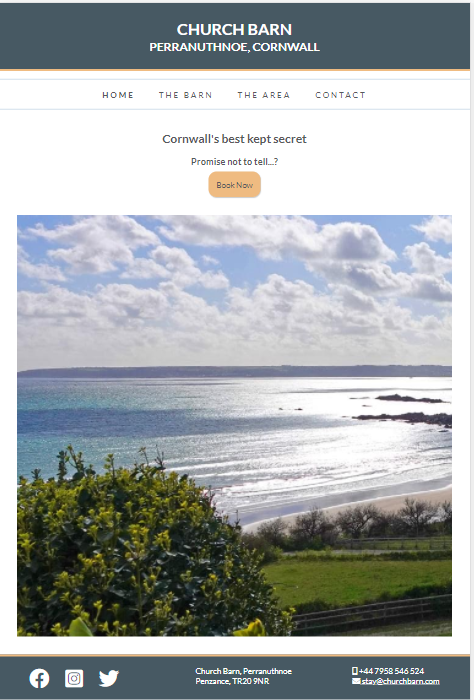 CHURCH BARN
PERRANUTHNOE, CORNWALL
HOME THE BARN THE AREA CONTACT
Cornwall's best kept secret
Promise not to tell...?
Book Now
Church Barn, Perranuthnoe
Penzance, TR20 9NR
+44 7958 546 524
stay@churchbarn.com